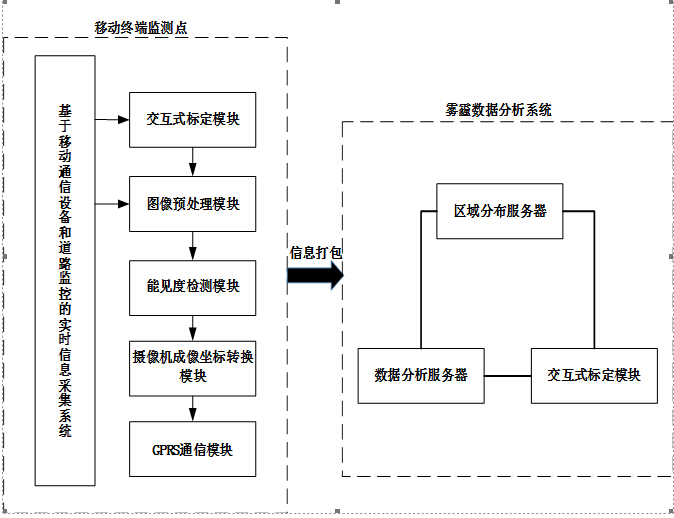 移动终端监测点
基于移动通信设备和道路监控的实时信息采集系统
交互式标定模块
图像预处理模块
能见度检测模块
摄像机成像坐标转换
模块
GPRS通信模块
信息打包
雾霾数据分析系统
区域分布服务器
数据分析服务器
交互式标定模块